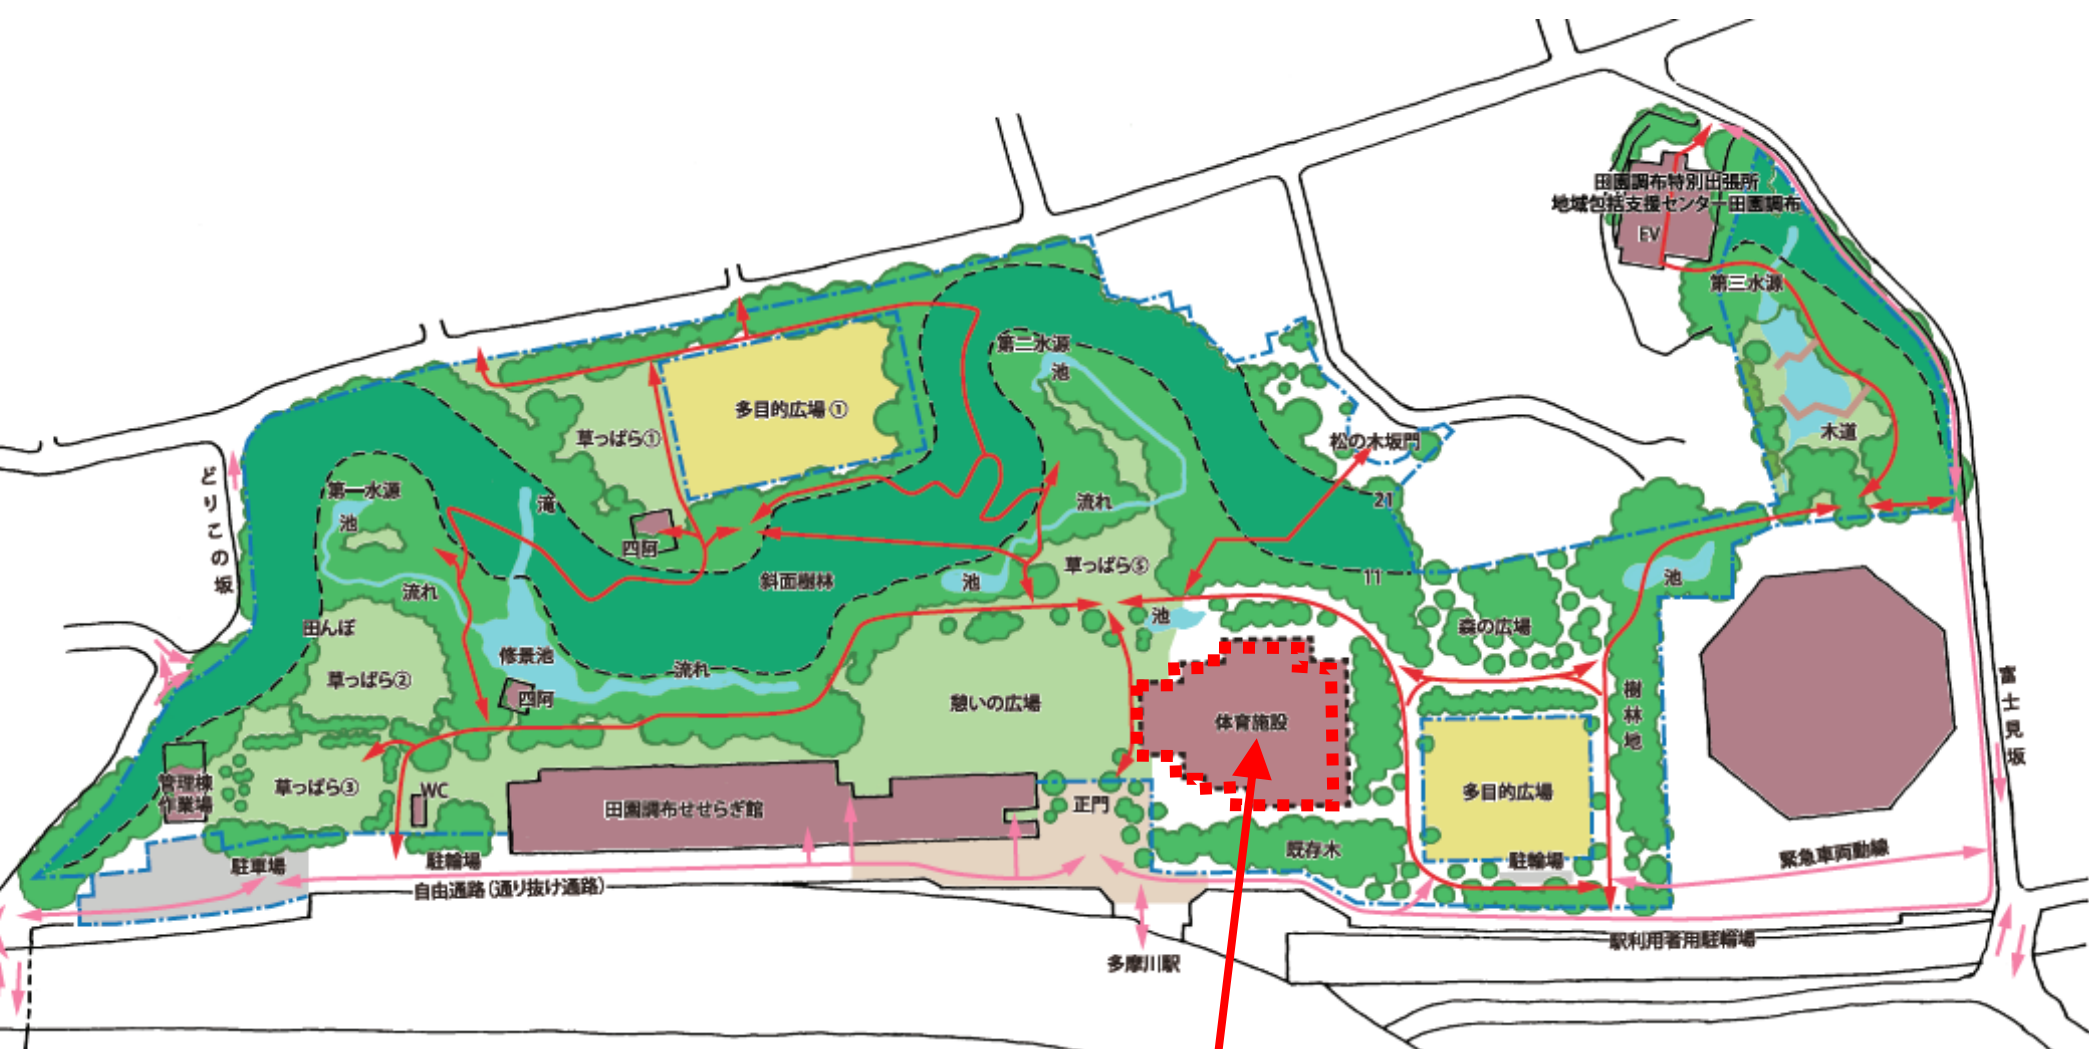 田園調布特別出張所
地域包括支援センター田園調布
EV
第三水源
木道
第二水源
池
多目的広場①
草っぱら①
松の木坂門
どりこの坂
第一水源
池
滝
流れ
21
四阿
斜面樹林
池
草っぱら⑤
11
池
流れ
田んぼ
池
森の広場
修景池
流れ
草っぱら②
四阿
憩いの広場
体育施設
樹林地
富士見坂
管理棟
作業場
草っぱら③
WC
田園調布せせらぎ館
正門
多目的広場
駐車場
駐輪場
既存木
駐輪場
緊急車両動線
自由通路（通り抜け通路）
駅利用者用駐輪場
多摩川駅